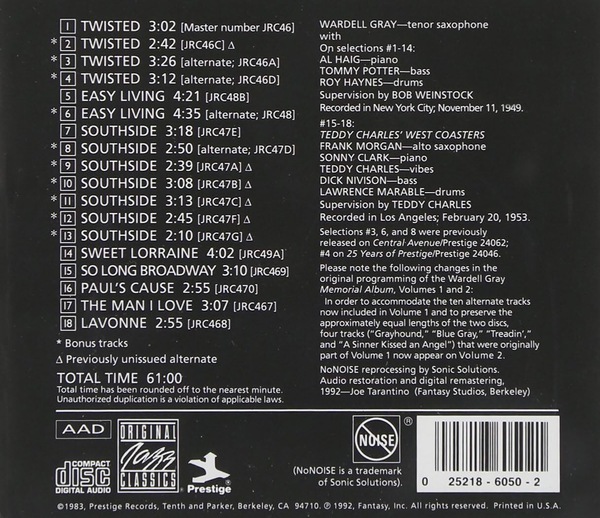 1 TWISTED 3:02 [Master number JRC46]
* 2 TWISTED 2:42 [JRC46C] Δ
* 3 TWISTED 3:26 [alternate; JRC46A]
* 4 TWISTED 3:12 [alternate; JRC46D]
5 EASY LIVING 4:21 [JRC48B]
* 6 EASY LIVING 4:35 [alternate; JRC48]
7 SOUTHSIDE 3:18 [JRC47E]
* 8 SOUTHSIDE 2:50 [alternate; JRC47D]
* 9 SOUTHSIDE 2:39 [JRC47A] Δ
* 10 SOUTHSIDE 3:08 [JRC47B] Δ
* 11 SOUTHSIDE 3:13 [JRC47C] Δ
* 12 SOUTHSIDE 2:45 [JRC47F] Δ
* 13 SOUTHSIDE 2:10 [JRC47G] Δ
14 SWEET LORRAINE 4:02 [JRC49A]
15 SO LONG BROADWAY 3:10 [JRC469]
16 PAUL'S CAUSE 2:55 [JRC470]
17 THE MAN I LOVE 3:07 [JRC467]
18 LAVONNE 2:55 [JRC468]
* Bonus tracks
Δ Previously unissued alternate
TOTAL TIME 61:00
Total time has been rounded off to the nearest minute.
Unauthorized duplication is a violation of applicable laws.
WARDELL GRAY—tenor saxophone
with
On selections #1-14:
AL HAIG—piano
TOMMY POTTER—bass
ROY HAYNES—drums
Supervision by BOB WEINSTOCK
Recorded in New York City; November 11, 1949.
#15-18:
TEDDY CHARLES' WEST COASTERS
FRANK MORGAN—alto saxophone
SONNY CLARK—piano
TEDDY CHARLES—vibes
DICK NIVISON—bass
LAWRENCE MARABLE—drums
Supervision by TEDDY CHARLES
Recorded in Los Angeles; February 20, 1953.
Selections #3, 6, and 8 were previously
released on Central Avenue/Prestige 24062;
#4 on 25 Years of Prestige/Prestige 24046.
Please note the following changes in the
original programming of the Wardell Gray
Memorial Album, Volumes 1 and 2:
In order to accommodate the ten alternate tracks
now included in Volume 1 and to preserve the
approximately equal lengths of the two discs,
four tracks ("Grayhound," "Blue Gray," "Treadin',"
and "A Sinner Kissed an Angel") that were originally
part of Volume 1 now appear on Volume 2.
NoNOISE reprocessing by Sonic Solutions.
Audio restoration and digital remastering,
1992—Joe Tarantino (Fantasy Studios, Berkeley)
AAD
COMPACT
disc
DIGITAL AUDIO
ORIGINAL
Jazz
CLASSICS
Prestige
NOISE ®
(NoNOISE is a trademark
of Sonic Solutions).
0 25218-6050-2
©1983, Prestige Records, Tenth and Parker, Berkeley, CA 94710. ℗ 1992, Fantasy, Inc. All rights reserved. Printed in U.S.A.